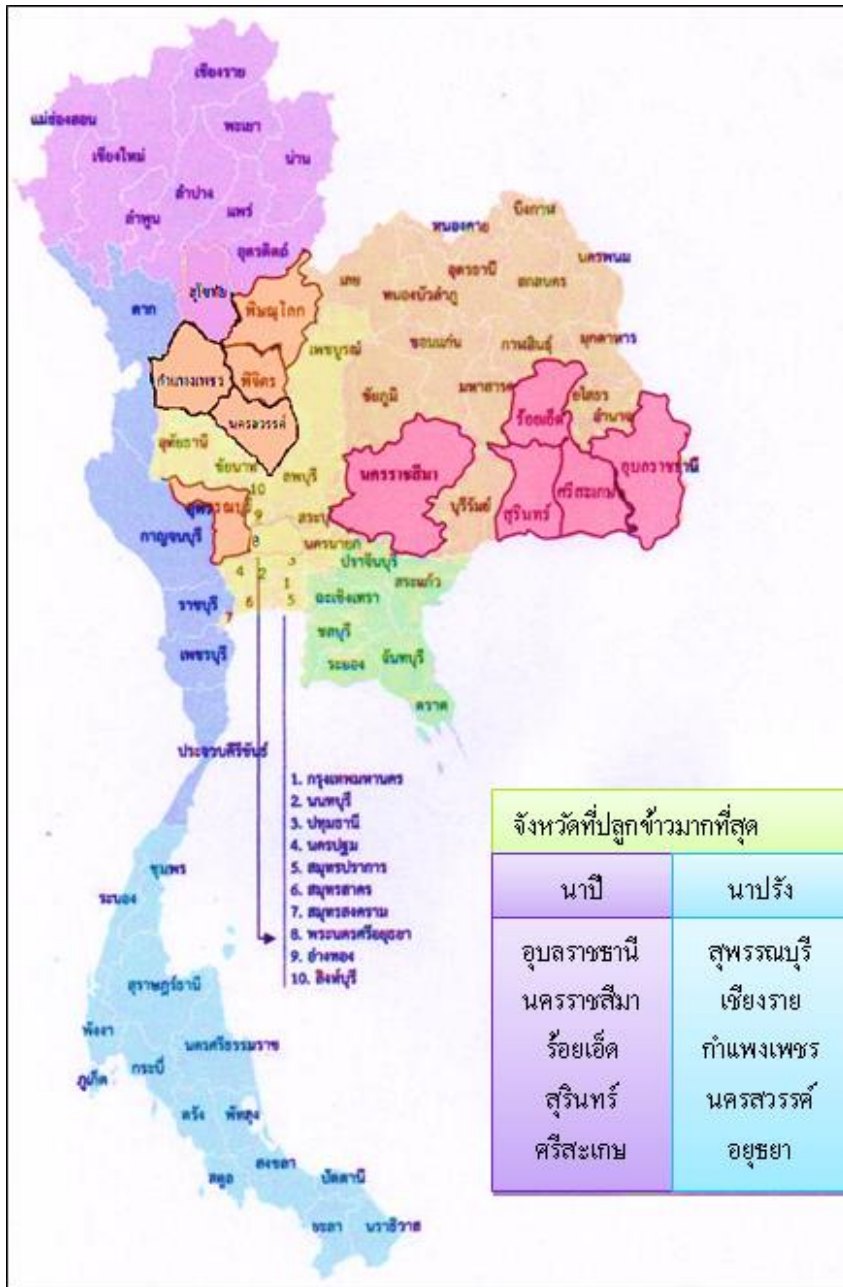 เชียงราย
แม่ฮ่องสอน
พะเยา
เชียงใหม่
น่าน
ลำปาง
ลำพูน
แพร่
อุตรดิตถ์
บึงกาฬ
หนองคาย
นครพนม
เลย
อุดรธานี
สกลนคร
หนองบัวลำภู
ตาก
สุโขทัย
พิษณุโลก
เพชรบูรณ์
ขอนแก่น
กาฬสินธุ์
มุกดาหาร
กำแพงเพชร
พิจิตร
ชัยภูมิ
มหาสารค
ยโสธร
ร้อยเอ็ด
อำนาจ
นครสวรรค์
อุทัยธานี
ชัยนาท
ลพบุรี
นครราชสีมา
อุบลราชธานี
ศรีสะเกษ
สุรินทร์
บุรีรัมย์
10
สุพรรณบุรี
9
สระบุ
กาญจนบุรี
8
นครนายก
ปราจีนบุรี
3
4
2
1
สระแก้ว
ราชบุรี
6
5
ฉะเชิงเทรา
7
ชลบุรี
เพชรบุรี
ระยอง
จันทบุรี
ตราด
ประจวบคีรีขันธ์
1. กรุงเทพมหานคร
2. นนทบุรี
3. ปทุมธานี
4. นครปฐม
5. สมุทรปราการ
6. สมุทรสาคร
7. สมุทรสงคราม
8. พระนครศรีอยุธยา
9. อ่างทอง
10. สิงห์บุรี
ชุมพร
ระนอง
สุราษฎร์ธานี
พังงา
นครศรีธรรมราช
กระบี่
ภูเก็ต
ตรัง
พัทลุง
สงขลา
สตูล
ปัตตานี
ยะลา
นราธิวาส
จังหวัดที่ปลูกข้าวมากที่สุด
นาปี นาปรัง
อุบลราชธานี สุพรรณบุรี
นครราชสีมา เชียงราย
ร้อยเอ็ด กำแพงเพชร
สุรินทร์ นครสวรรค์
ศรีสะเกษ อยุธยา